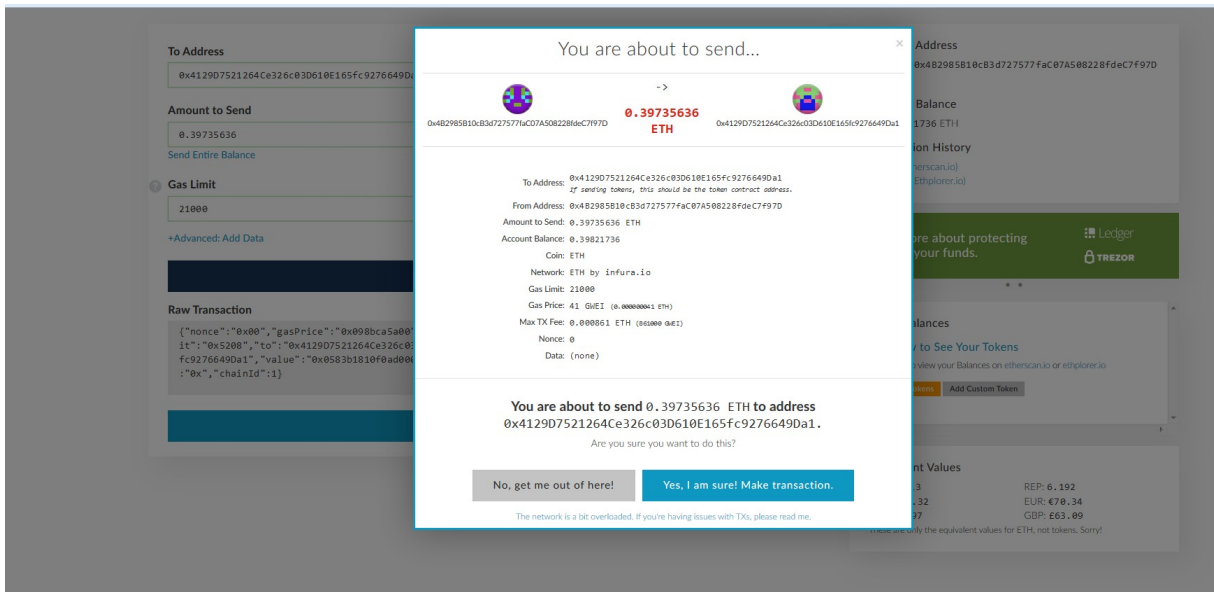 To Address
0x4129D7521264Ce326c03D610E165fc9276649Da
Amount to Send
0.39735636
Send Entire Balance
Gas Limit
21000
+Advanced: Add Data
Raw Transaction
{"nonce":"0x00","gasPrice":"0x098bca5a00"
it":"0x5208","to":"0x4129D7521264Ce326c03
fc9276649Da1","value":"0x0583b1810f0ad000
:"0x","chainId":1}
You are about to send...
->
0.39735636
ETH
0x4B2985B10cB3d727577faC07A508228fdeC7f97D
0x4129D7521264Ce326c03D610E165fc9276649Da1
To Address: 0x4129D7521264Ce326c03D610E165fc9276649Da1
If sending tokens, this should be the token contract address.
From Address: 0x4B2985B10cB3d727577faC07A508228fdeC7f97D
Amount to Send: 0.39735636 ETH
Account Balance: 0.39821736
Coin: ETH
Network: ETH by infura.io
Gas Limit: 21000
Gas Price: 41 GWEI (0.000000041 ETH)
Max TX Fee: 0.000861 ETH (861000 GWEI)
Nonce: 0
Data: (none)
You are about to send 0.39735636 ETH to address
0x4129D7521264Ce326c03D610E165fc9276649Da1.
Are you sure you want to do this?
No, get me out of here!
Yes, I am sure! Make transaction.
The network is a bit overloaded. If you're having issues with TXs, please read me.
Address
0x4B2985B10cB3d727577faC07A508228fdeC7F97D
Balance
1736 ETH
ion History
herscan.io)
Ethplorer.io)
ore about protecting
your funds.
Ledger
TREZOR
lances
to See Your Tokens
view your Balances on etherscan.io or ethplorer.io
Add Custom Token
nt Values
3
REP: 6.192
.32
EUR: €70.34
97
GBP: £63.09
These are only the equivalent values for ETH, not tokens. Sorry!